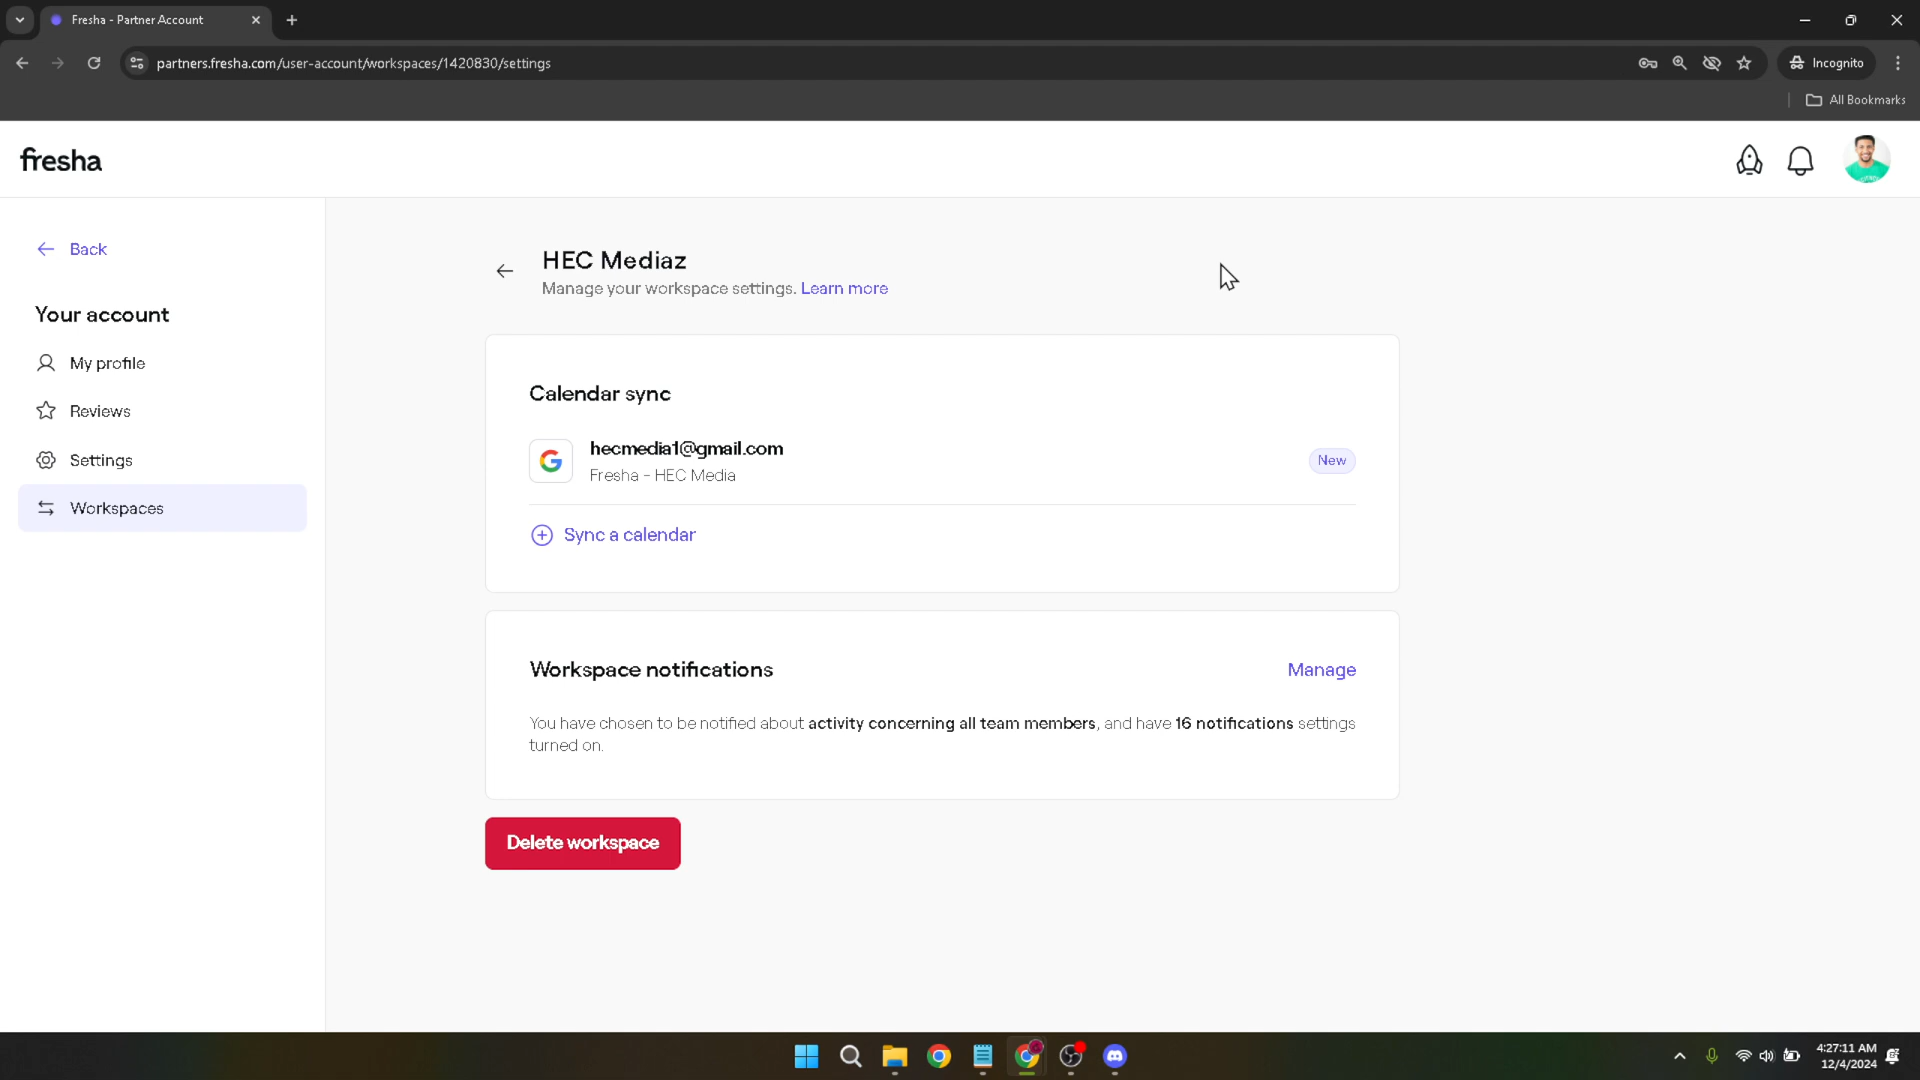 Fresha - Partner Account
partners.fresha.com/user-account/workspaces/1420830/settings
Incognito
All Bookmarks
fresha
Back
Your account
My profile
Reviews
Settings
Workspaces
HEC Mediaz
Manage your workspace settings. Learn more
Calendar sync
hecmedia1@gmail.com
Fresha - HEC Media
New
Sync a calendar
Workspace notifications
Manage
You have chosen to be notified about activity concerning all team members, and have 16 notifications settings
turned on.
Delete workspace
4:27:11 AM
12/4/2024